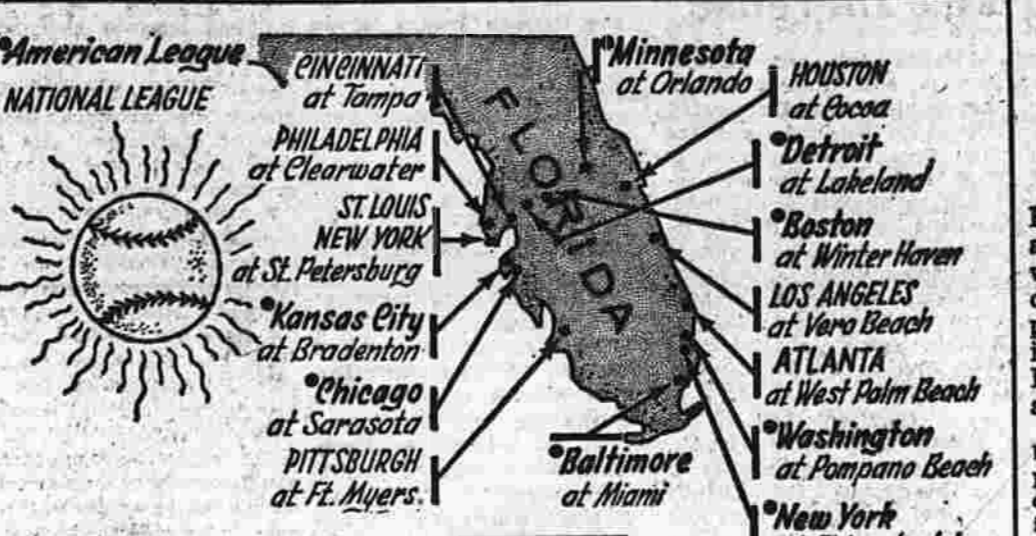 •American League
NATIONAL LEAGUE
CINCINNATI
at Tampa
PHILADELPHIA
at Clearwater
ST. LOUIS
NEW YORK
at St. Petersburg
•Kansas City
at Bradenton
•Chicago
at Sarasota
PITTSBURGH
at Ft. Myers.
FLORIDA
•Baltimore
at Miami
•Minnesota
at Orlando
HOUSTON
at Cocoa
•Detroit
at Lakeland
•Boston
at Winter Haven
LOS ANGELES
at Vero Beach
ATLANTA
at West Palm Beach
•Washington
at Pompano Beach
•New York